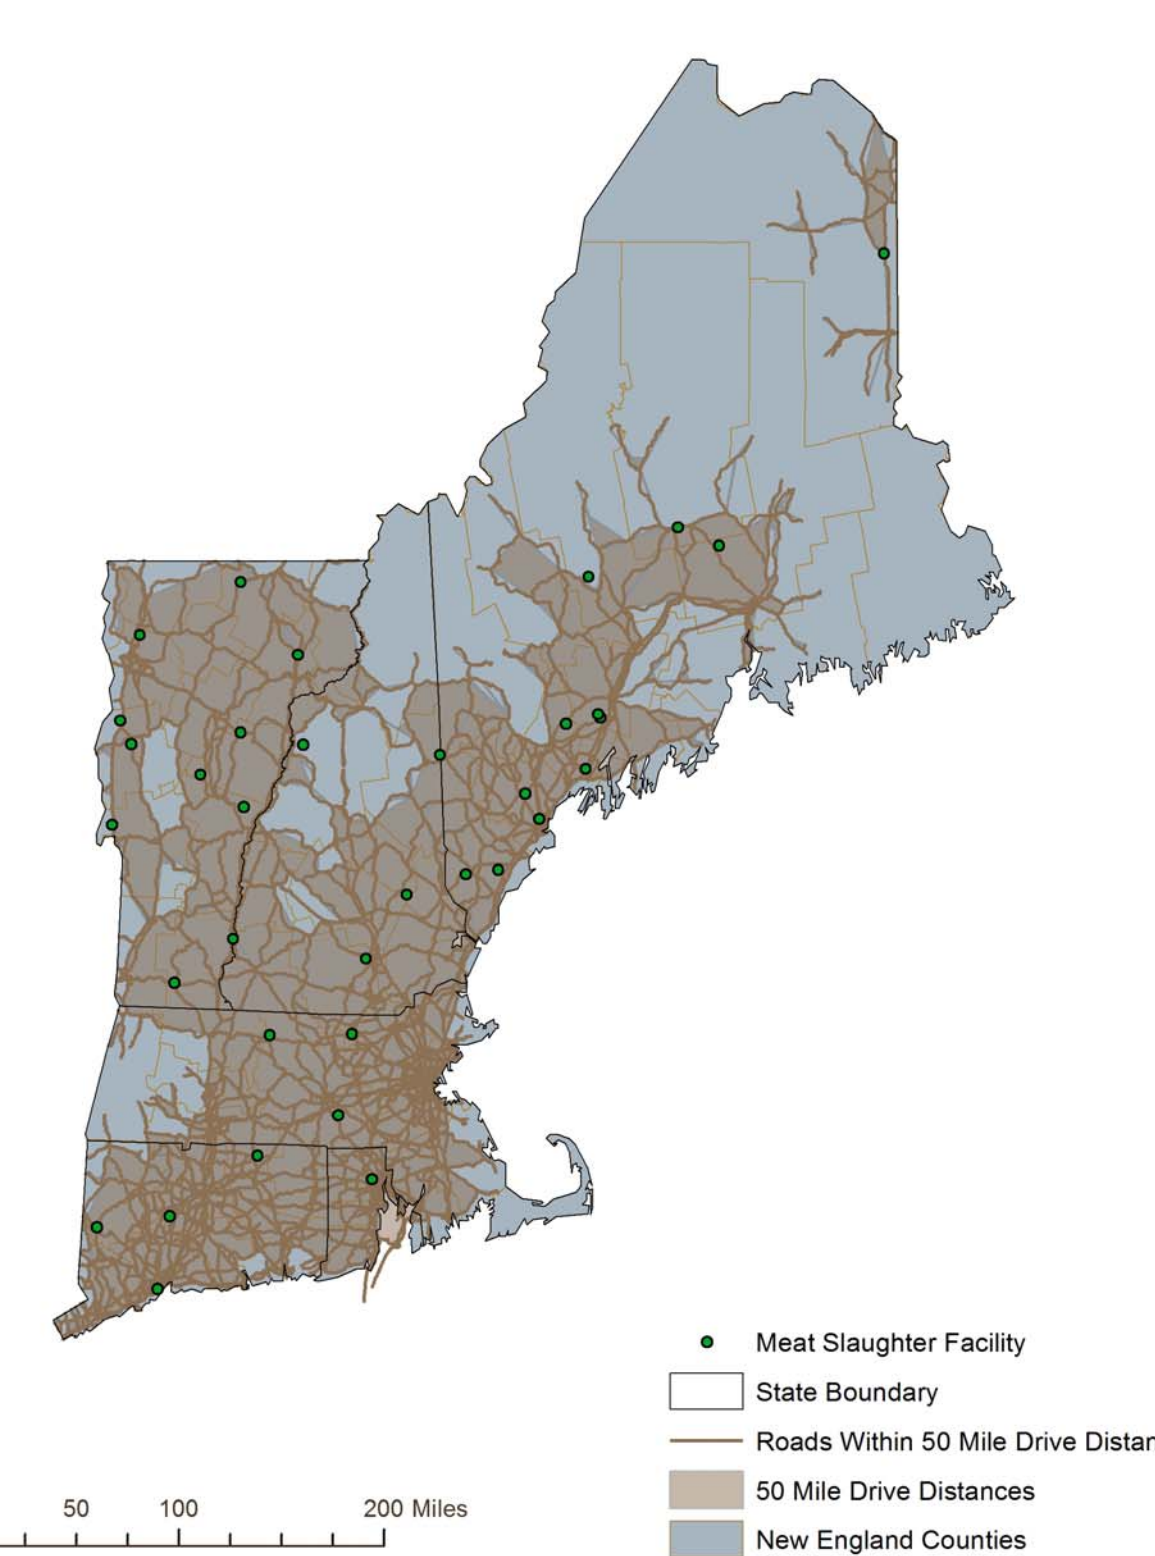 Meat Slaughter Facility
State Boundary
Roads Within 50 Mile Drive
50 Mile Drive Distances
50 100 200 Miles
New England Counties